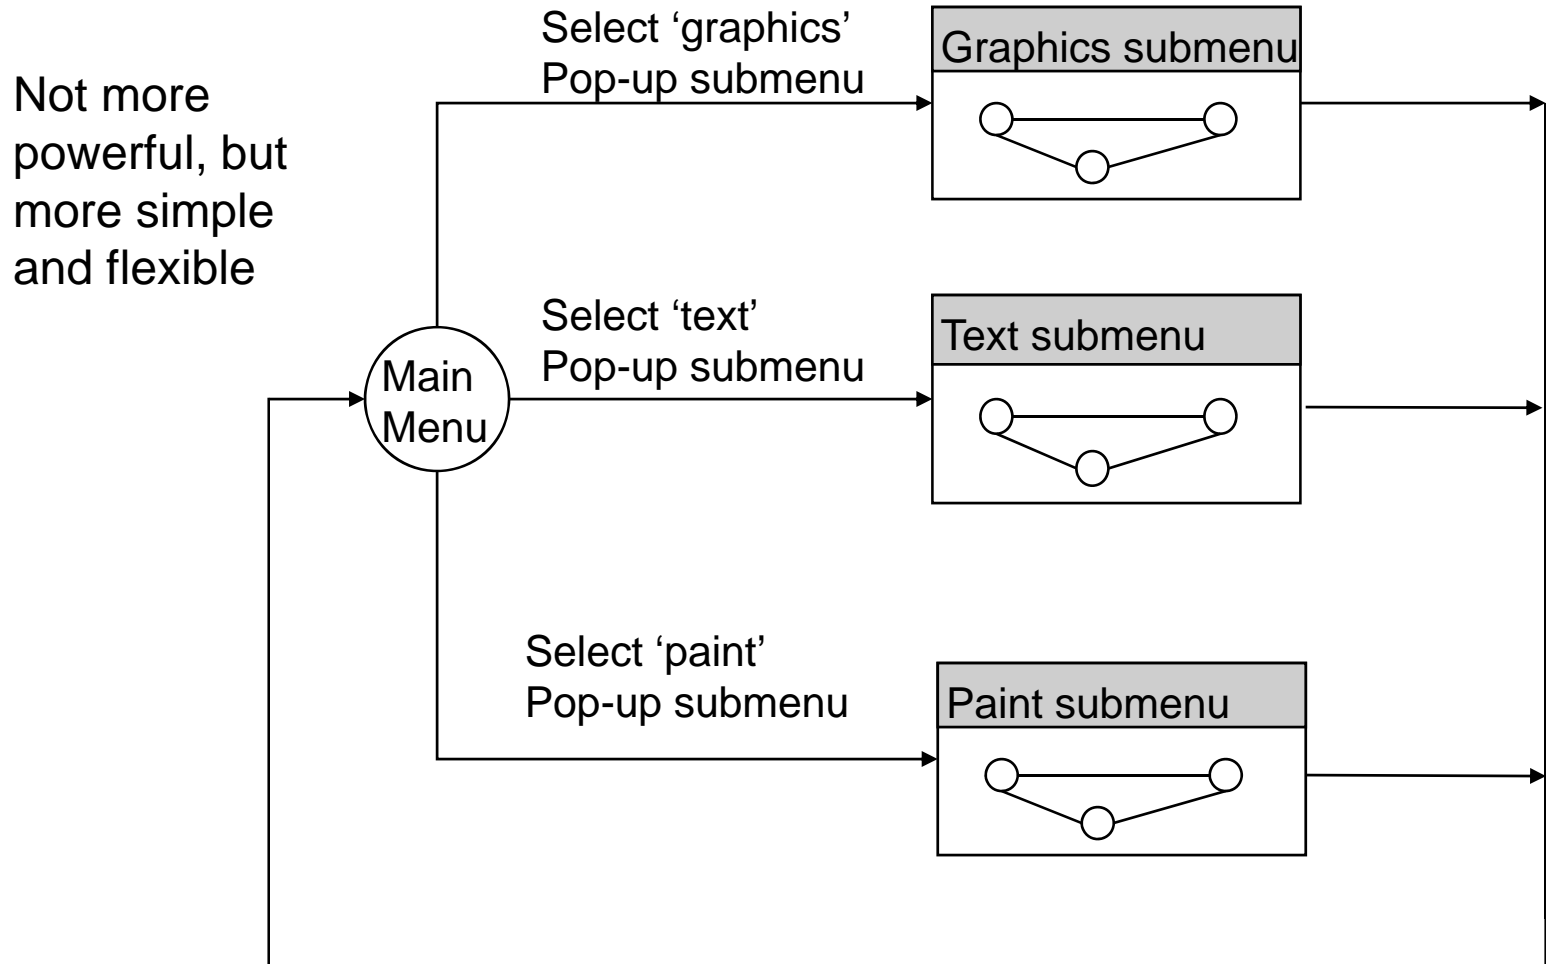 Not more
powerful, but
more simple
and flexible
Select ‘graphics’
Pop-up submenu
Graphics submenu
Select ‘text’
Pop-up submenu
Text submenu
Main
Menu
Select ‘paint’
Pop-up submenu
Paint submenu